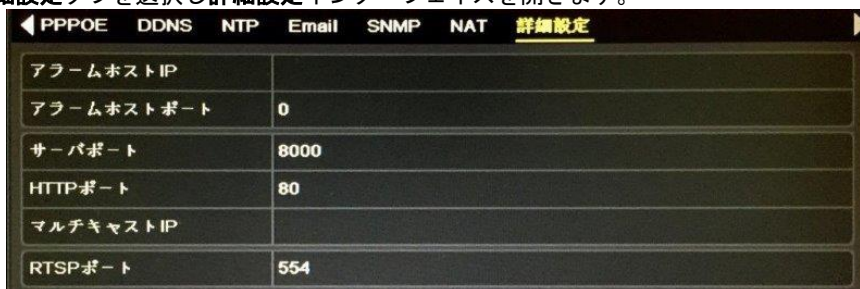 細設定タブを選択し詳細設定インターフェイスを開きます。
PPPOE DDNS NTP Email SNMP NAT 詳細設定
アラームホストIP
アラームホストポート 0
サーバポート 8000
HTTPポート 80
マルチキャストIP
RTSPポート 554